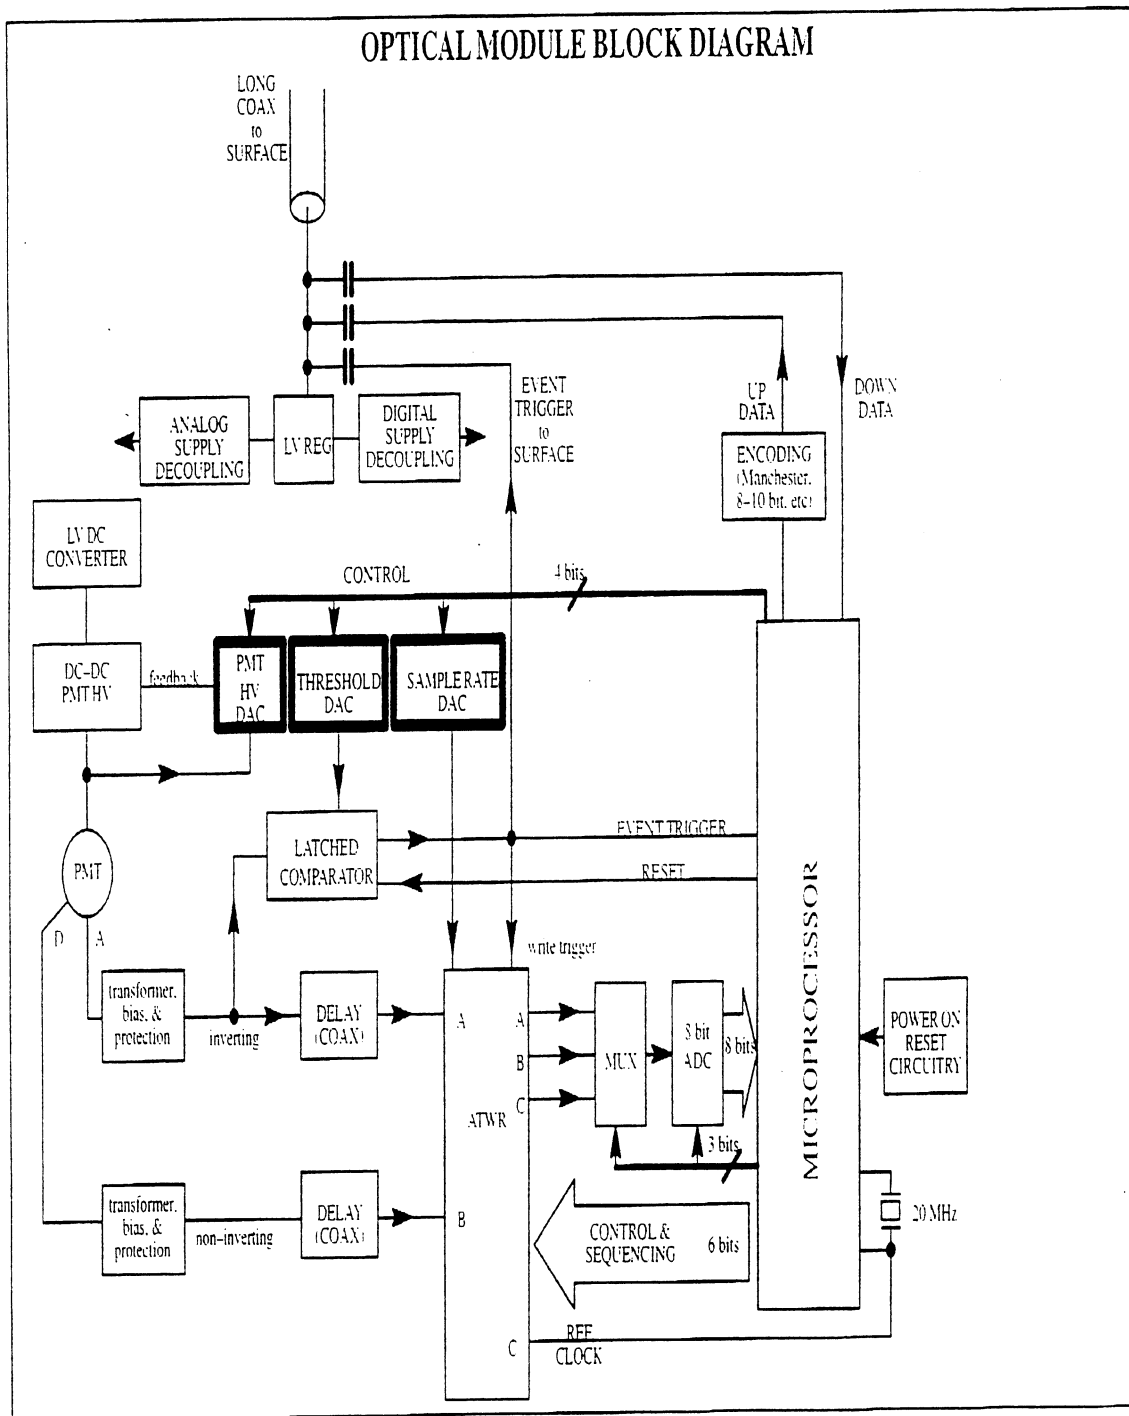 OPTICAL MODULE BLOCK DIAGRAM
LONG
COAX
to
SURFACE
EVENT
TRIGGER
to
SURFACE
UP
DATA
DOWN
DATA
ANALOG
SUPPLY
DECOUPLING
LV REG
DIGITAL
SUPPLY
DECOUPLING
ENCODING
(Manchester,
8-10 bit, etc)
LV DC
CONVERTER
CONTROL
4 bits
DC-DC
PMT HV
feedback
PMT
HV
DAC
THRESHOLD
DAC
SAMPLE RATE
DAC
LATCHED
COMPARATOR
EVENT TRIGGER
RESET
PMT
D
A
write trigger
MICROPROCESSOR
transformer,
bias, &
protection
inverting
DELAY
(COAX)
A
A
B
C
ATWR
MUX
8 bit
ADC
8 bits
3 bits
POWER ON
RESET
CIRCUITRY
transformer,
bias, &
protection
non-inverting
DELAY
(COAX)
B
CONTROL &
SEQUENCING
6 bits
20 MHz
C
REF
CLOCK